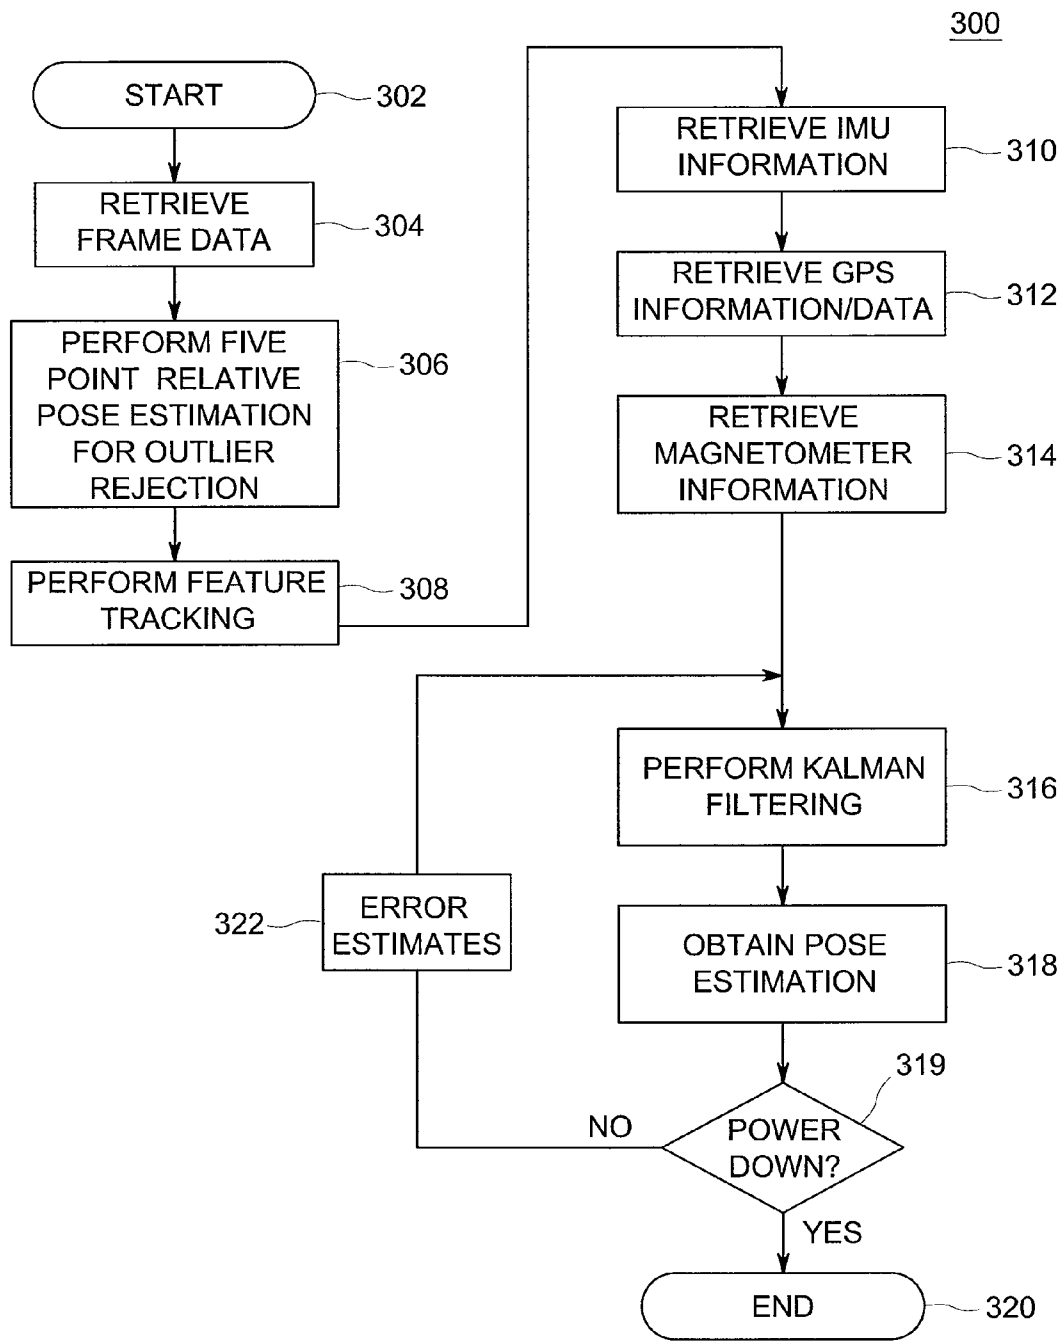 300
START
302
RETRIEVE
FRAME DATA
304
PERFORM FIVE
POINT RELATIVE
POSE ESTIMATION
FOR OUTLIER
REJECTION
306
PERFORM FEATURE
TRACKING
308
RETRIEVE IMU
INFORMATION
310
RETRIEVE GPS
INFORMATION/DATA
312
RETRIEVE
MAGNETOMETER
INFORMATION
314
PERFORM KALMAN
FILTERING
316
OBTAIN POSE
ESTIMATION
318
POWER
DOWN?
319
NO
ERROR
ESTIMATES
322
YES
END
320